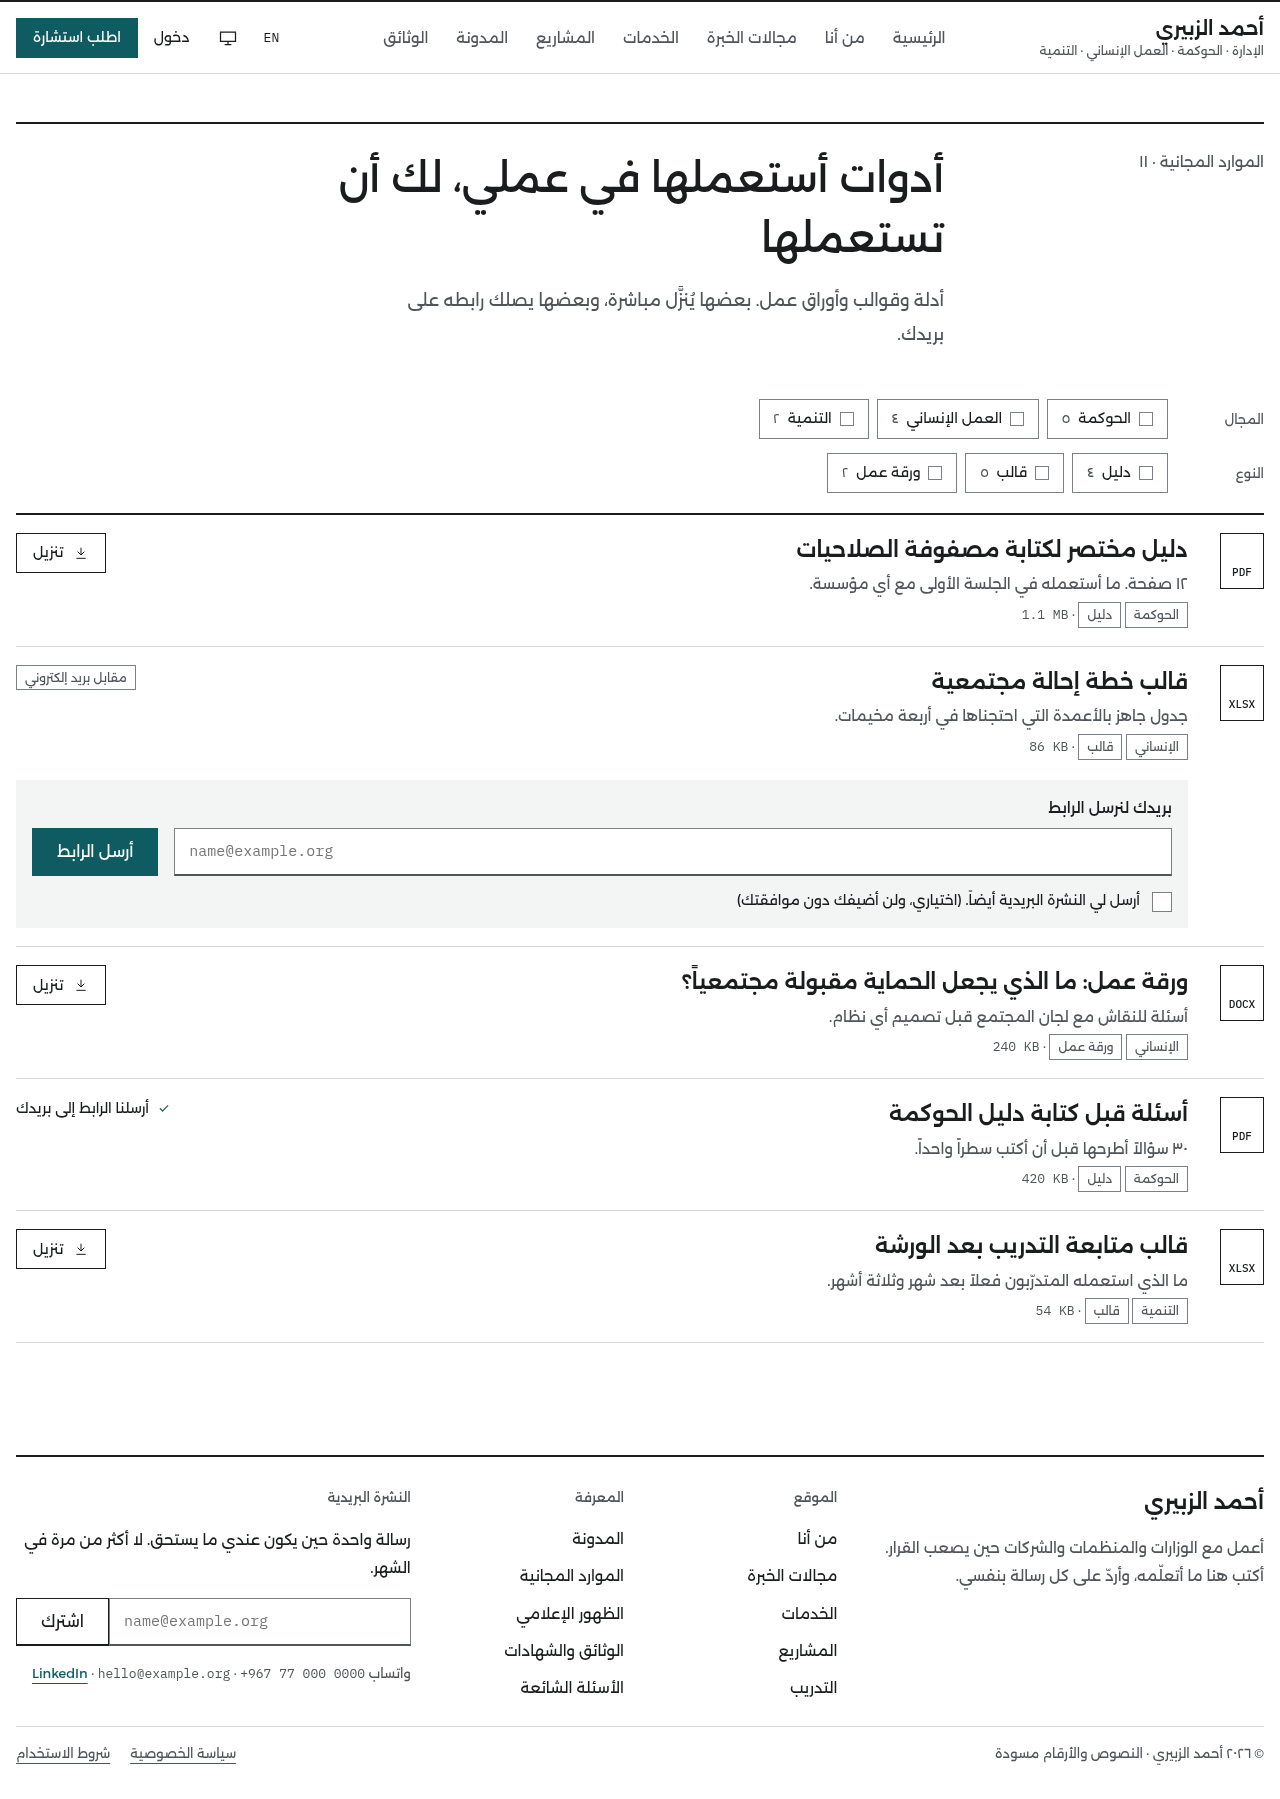 أحمد الزبيري
الإدارة · الحوكمة · العمل الإنساني · التنمية
الرئيسية
من أنا
مجالات الخبرة
الخدمات
المشاريع
المدونة
الوثائق
EN
دخول
اطلب استشارة
الموارد المجانية · ١١
أدوات أستعملها في عملي، لك أن
تستعملها
أدلة وقوالب وأوراق عمل. بعضها يُنزَّل مباشرة، وبعضها يصلك رابطه على
بريدك.
المجال
الحوكمة ٥
العمل الإنساني ٤
التنمية ٢
النوع
دليل ٤
قالب ٥
ورقة عمل ٢
PDF
دليل مختصر لكتابة مصفوفة الصلاحيات
١٢ صفحة. ما أستعمله في الجلسة الأولى مع أي مؤسسة.
الحوكمة دليل · 1.1 MB
تنزيل
XLSX
قالب خطة إحالة مجتمعية
جدول جاهز بالأعمدة التي احتجناها في أربعة مخيمات.
الإنساني قالب · 86 KB
مقابل بريد إلكتروني
بريدك لنرسل الرابط
name@example.org
أرسل الرابط
أرسل لي النشرة البريدية أيضاً. (اختياري، ولن أضيفك دون موافقتك)
DOCX
ورقة عمل: ما الذي يجعل الحماية مقبولة مجتمعياً؟
أسئلة للنقاش مع لجان المجتمع قبل تصميم أي نظام.
الإنساني ورقة عمل · 240 KB
تنزيل
PDF
أسئلة قبل كتابة دليل الحوكمة
٣٠ سؤالاً أطرحها قبل أن أكتب سطراً واحداً.
الحوكمة دليل · 420 KB
أرسلنا الرابط إلى بريدك
XLSX
قالب متابعة التدريب بعد الورشة
ما الذي استعمله المتدرّبون فعلاً بعد شهر وثلاثة أشهر.
التنمية قالب · 54 KB
تنزيل
أحمد الزبيري
أعمل مع الوزارات والمنظمات والشركات حين يصعب القرار.
أكتب هنا ما أتعلّمه، وأردّ على كل رسالة بنفسي.
الموقع
من أنا
مجالات الخبرة
الخدمات
المشاريع
التدريب
المعرفة
المدونة
الموارد المجانية
الظهور الإعلامي
الوثائق والشهادات
الأسئلة الشائعة
النشرة البريدية
رسالة واحدة حين يكون عندي ما يستحق. لا أكثر من مرة في
الشهر.
name@example.org
اشترك
واتساب +967 77 000 0000 · hello@example.org · LinkedIn
© ٢٠٢٦ أحمد الزبيري · النصوص والأرقام مسودة
سياسة الخصوصية
شروط الاستخدام